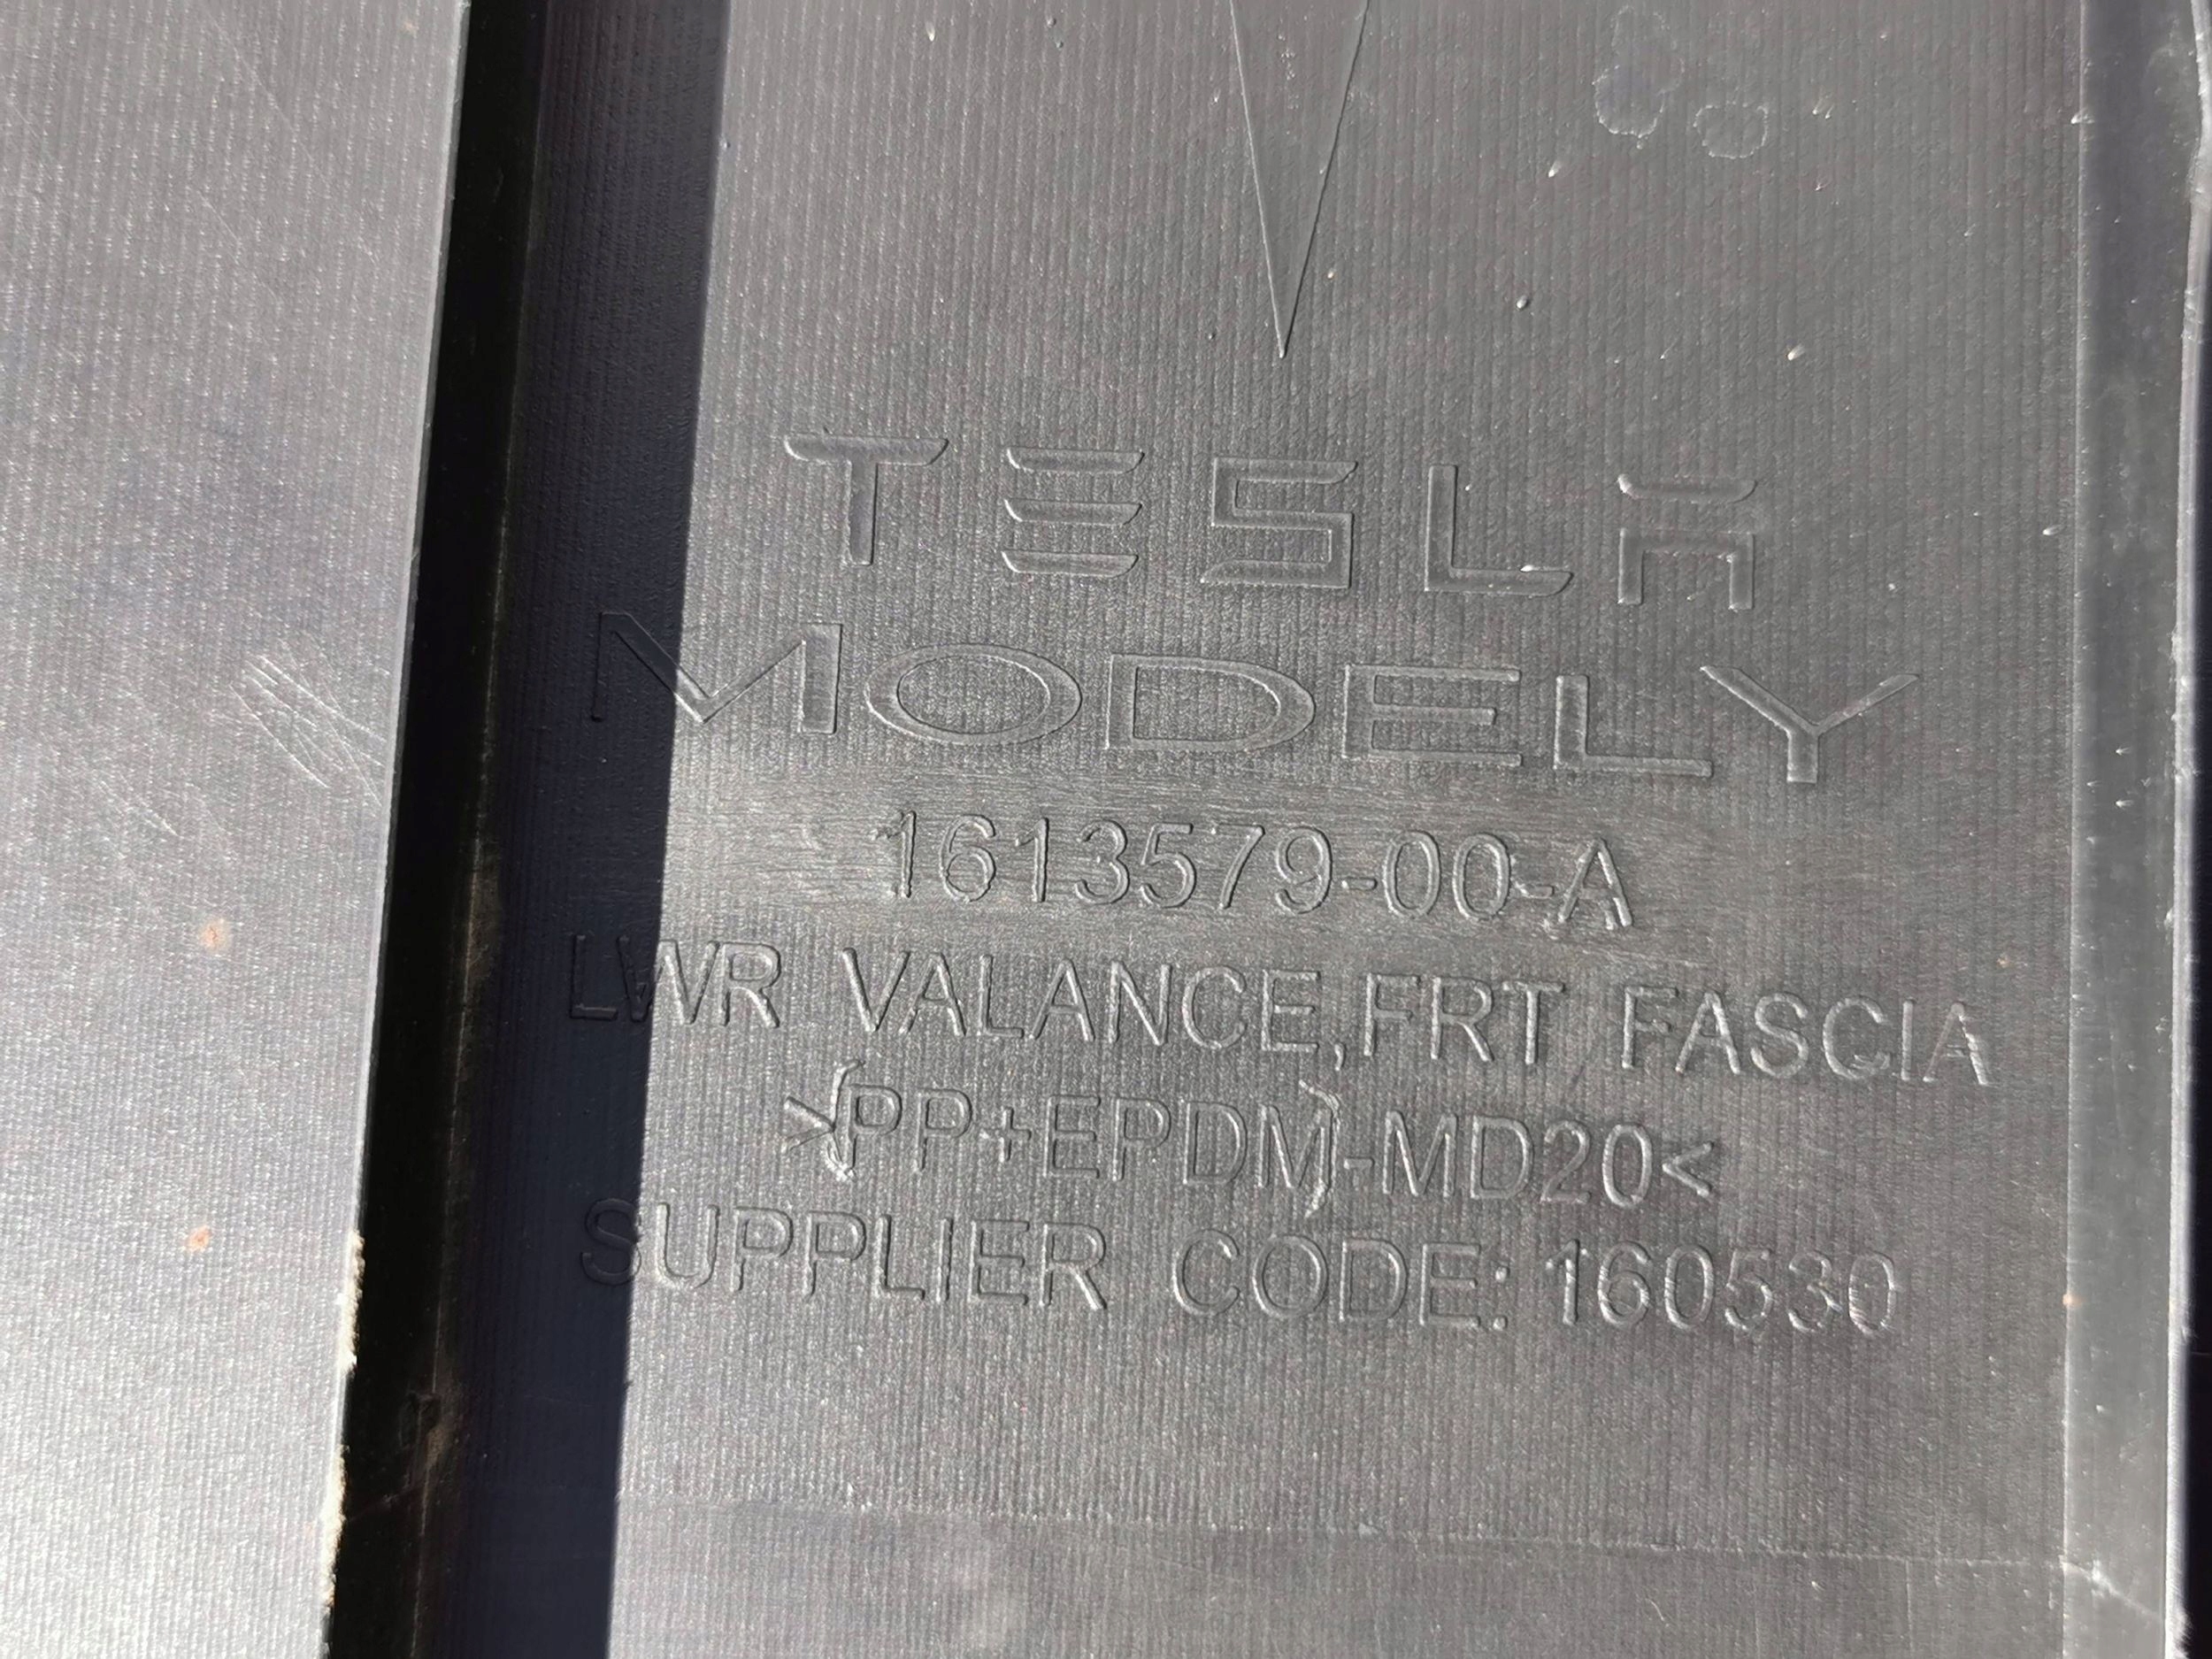 TESLA
MODEL Y
1613579-00-A
LWR VALANCE,FRT FASCIA
>(PP+EPDM)-MD20<
SUPPLIER CODE: 160530